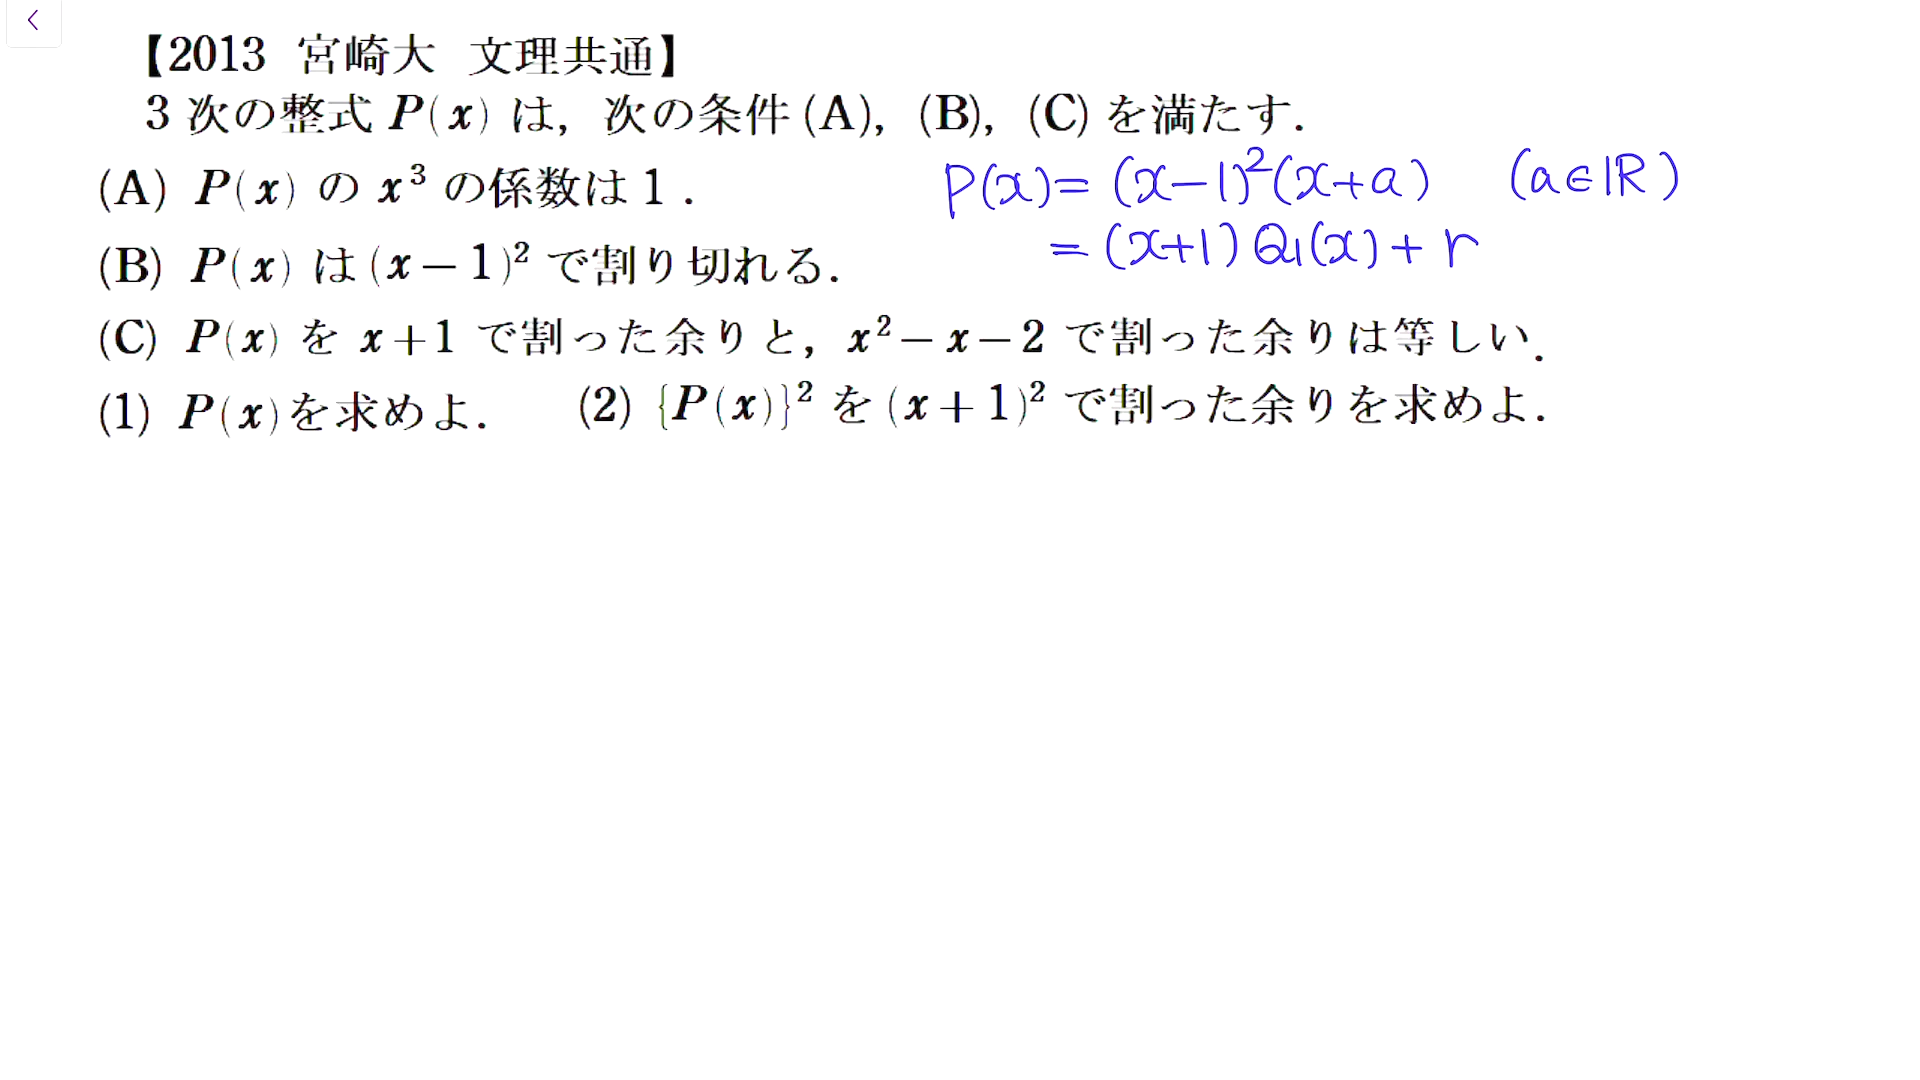 【2013 宮崎大 文理共通】
3 次の整式 P(x) は，次の条件 (A)，(B)，(C) を満たす．
(A) P(x) の x³ の係数は 1．
P(x) = (x−1)²(x+a) (a∈ℝ)
= (x+1)Q₁(x) + r
(B) P(x) は (x−1)² で割り切れる．
(C) P(x) を x+1 で割った余りと，x²−x−2 で割った余りは等しい．
(1) P(x)を求めよ． (2) {P(x)}² を (x+1)² で割った余りを求めよ．